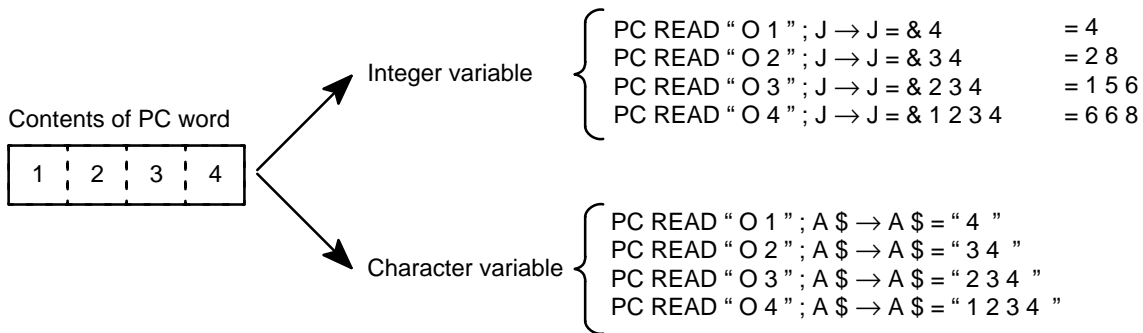 PC READ “ O 1 ” ; J → J = & 4 = 4
PC READ “ O 2 ” ; J → J = & 3 4 = 2 8
PC READ “ O 3 ” ; J → J = & 2 3 4 = 1 5 6
PC READ “ O 4 ” ; J → J = & 1 2 3 4 = 6 6 8
Integer variable
Contents of PC word
1 2 3 4
PC READ “ O 1 ” ; A $ → A $ = “ 4 ”
PC READ “ O 2 ” ; A $ → A $ = “ 3 4 ”
PC READ “ O 3 ” ; A $ → A $ = “ 2 3 4 ”
PC READ “ O 4 ” ; A $ → A $ = “ 1 2 3 4 ”
Character variable